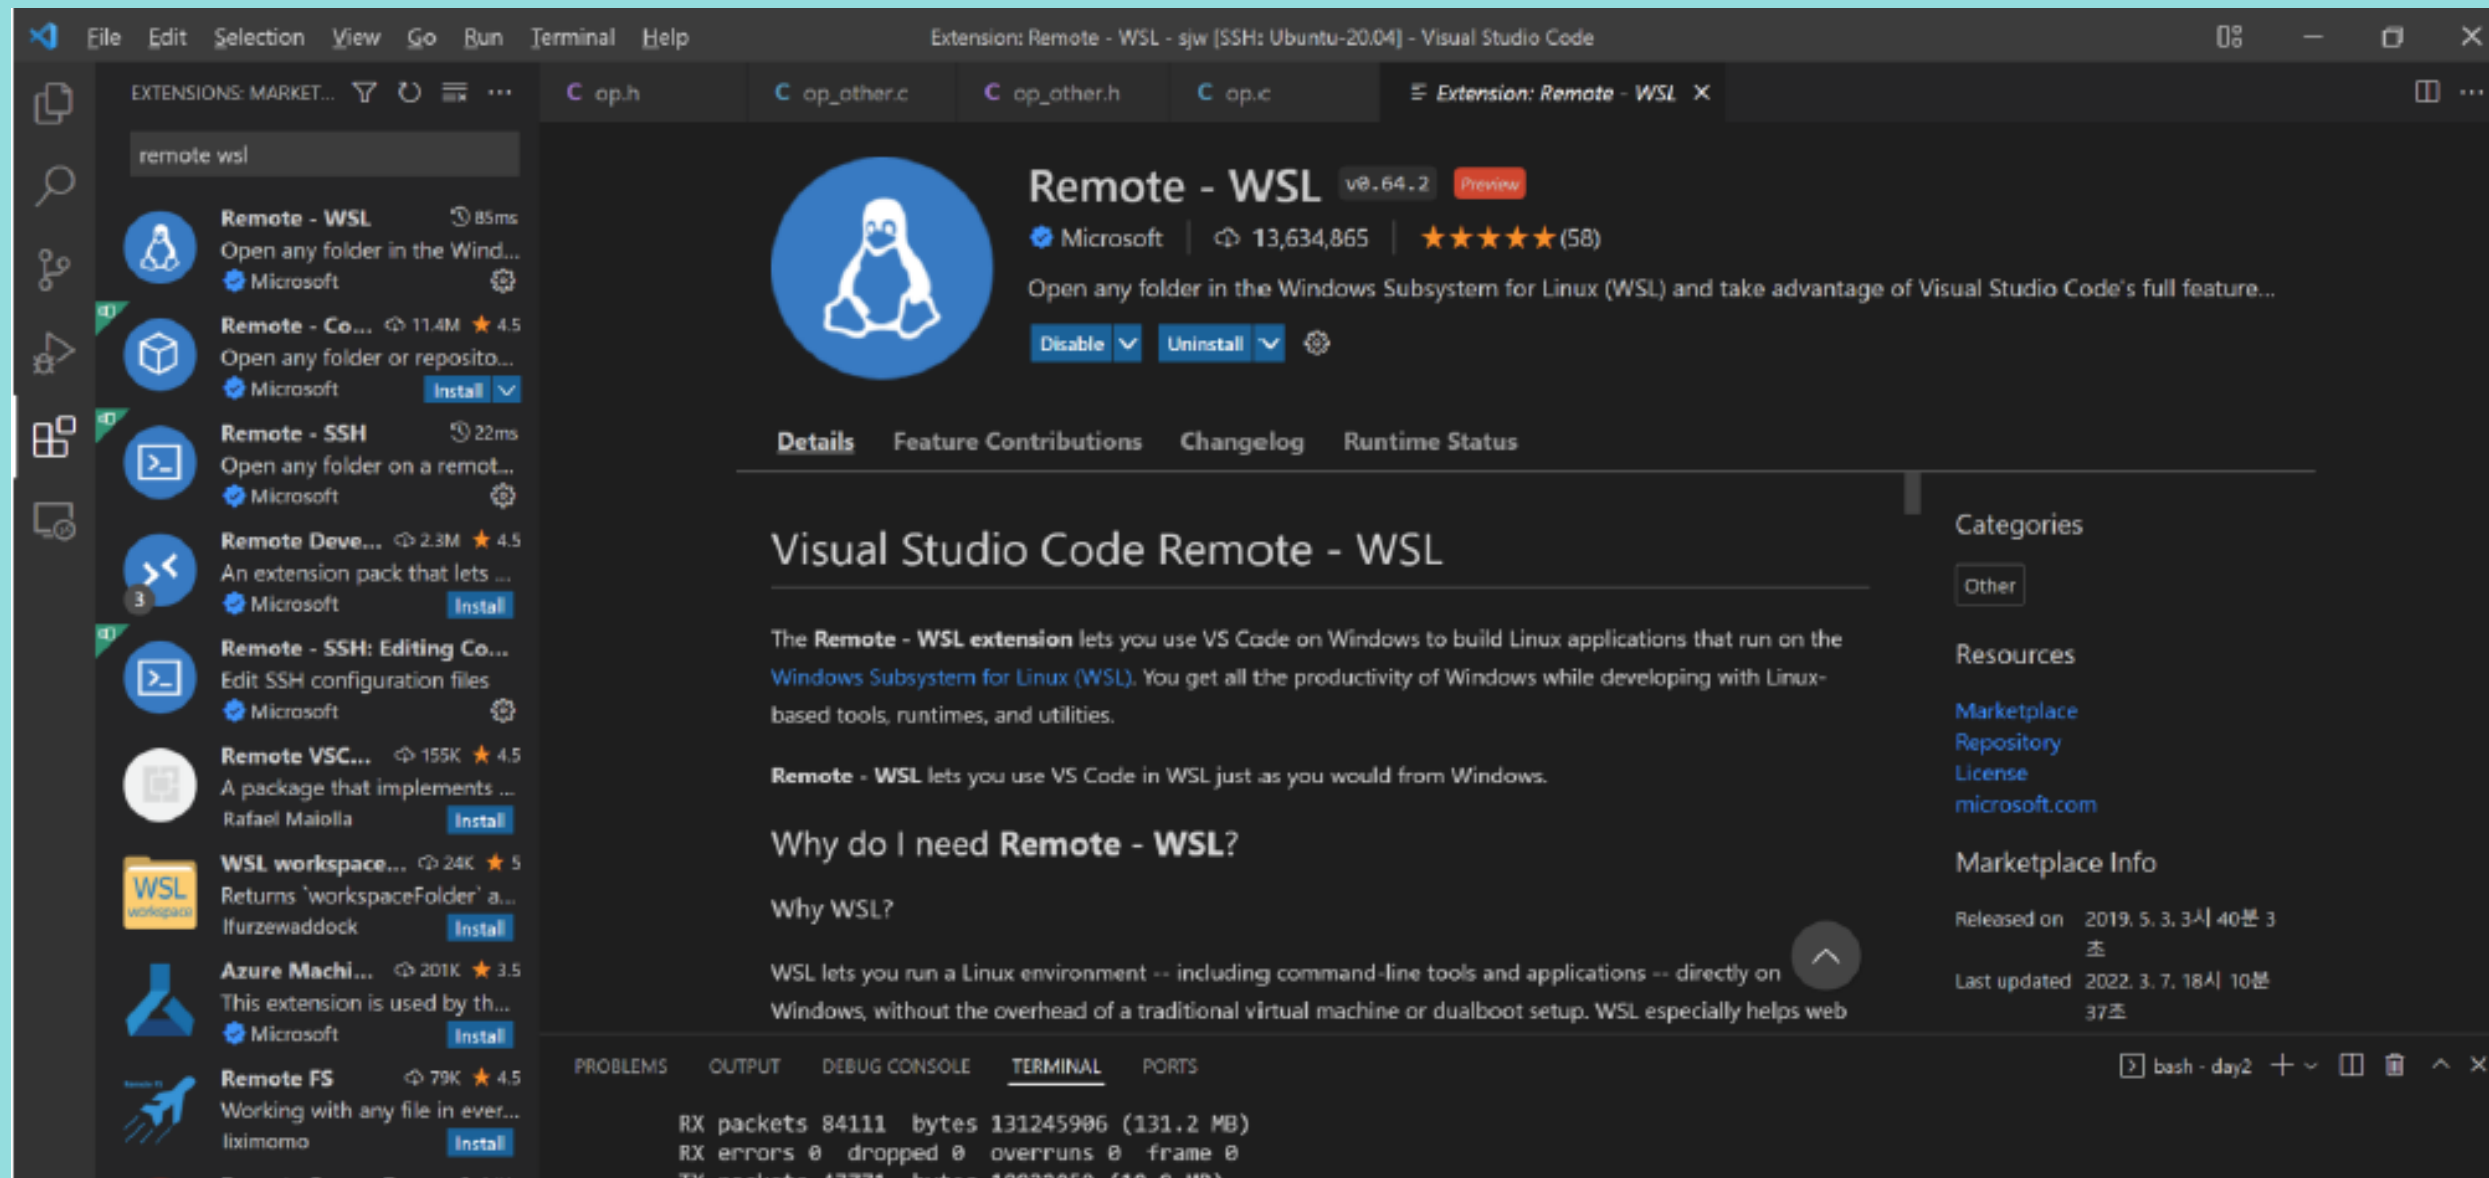 File Edit Selection View Go Run Terminal Help
Extension: Remote - WSL - sjw [SSH: Ubuntu-20.04] - Visual Studio Code
EXTENSIONS: MARKET...
remote wsl
Remote - WSL 85ms
Open any folder in the Wind...
Microsoft
Remote - Co... 11.4M ★ 4.5
Open any folder or reposito...
Microsoft Install
Remote - SSH 22ms
Open any folder on a remot...
Microsoft
Remote Deve... 2.3M ★ 4.5
An extension pack that lets ...
3 Microsoft Install
Remote - SSH: Editing Co...
Edit SSH configuration files
Microsoft
Remote VSC... 155K ★ 4.5
A package that implements ...
Rafael Maiolla Install
WSL workspace... 24K ★ 5
WSL
workspace
Returns `workspaceFolder` a...
lfurzewaddock Install
Azure Machi... 201K ★ 3.5
This extension is used by th...
Microsoft Install
Remote FS 79K ★ 4.5
Working with any file in ever...
liximomo Install
C op.h
C op_other.c
C op_other.h
C op.c
Extension: Remote - WSL ×
Remote - WSL v0.64.2 Preview
Microsoft | 13,634,865 | ★★★★★(58)
Open any folder in the Windows Subsystem for Linux (WSL) and take advantage of Visual Studio Code's full feature...
Disable Uninstall
Details Feature Contributions Changelog Runtime Status
Visual Studio Code Remote - WSL
The Remote - WSL extension lets you use VS Code on Windows to build Linux applications that run on the
Windows Subsystem for Linux (WSL). You get all the productivity of Windows while developing with Linux-
based tools, runtimes, and utilities.
Remote - WSL lets you use VS Code in WSL just as you would from Windows.
Why do I need Remote - WSL?
Why WSL?
WSL lets you run a Linux environment -- including command-line tools and applications -- directly on
Windows, without the overhead of a traditional virtual machine or dualboot setup. WSL especially helps web
Categories
Other
Resources
Marketplace
Repository
License
microsoft.com
Marketplace Info
Released on 2019. 5. 3. 3시 40분 3
초
Last updated 2022. 3. 7. 18시 10분
37초
PROBLEMS OUTPUT DEBUG CONSOLE TERMINAL PORTS
bash - day2
RX packets 84111 bytes 131245906 (131.2 MB)
RX errors 0 dropped 0 overruns 0 frame 0